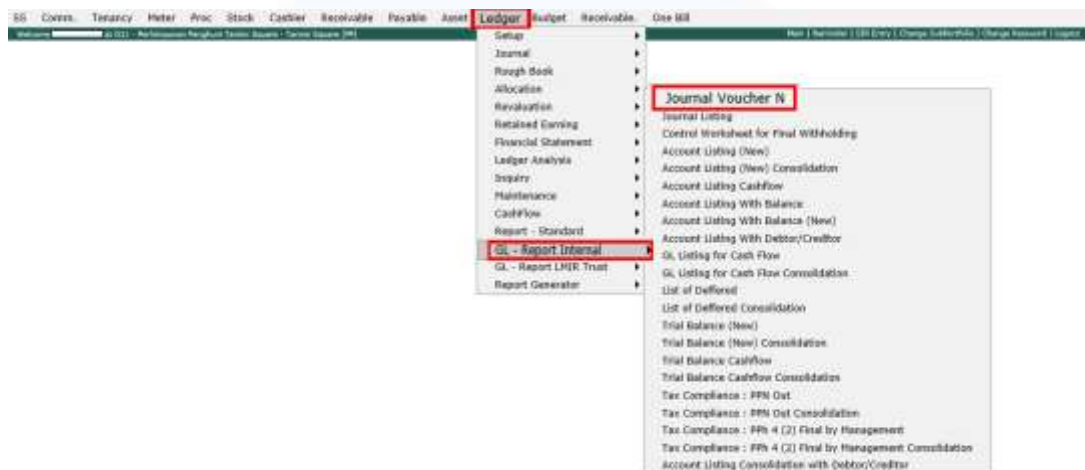 SS Comm. Tenancy Meter Proc Stock Cashier Receivable Payable Asset Ledger Budget Receivable. One Bill
Welcome
Main | Reminder | Change Password | Logout
Setup
Journal
Rough Book
Allocation
Revaluation
Retained Earning
Financial Statement
Ledger Analysis
Inquiry
Maintenance
CashFlow
Report - Standard
GL - Report Internal
GL - Report LMIR Trust
Report Generator
Journal Voucher N
Journal Listing
Control Worksheet for Final Withholding
Account Listing (New)
Account Listing (New) Consolidation
Account Listing Cashflow
Account Listing With Balance
Account Listing With Balance (New)
Account Listing With Debtor/Creditor
GL Listing for Cash Flow
GL Listing for Cash Flow Consolidation
List of Deffered
List of Deffered Consolidation
Trial Balance (New)
Trial Balance (New) Consolidation
Trial Balance Cashflow
Trial Balance Cashflow Consolidation
Tax Compliance : PPN Out
Tax Compliance : PPN Out Consolidation
Tax Compliance : PPh 4 (2) Final by Management
Tax Compliance : PPh 4 (2) Final by Management Consolidation
Account Listing Consolidation with Debtor/Creditor